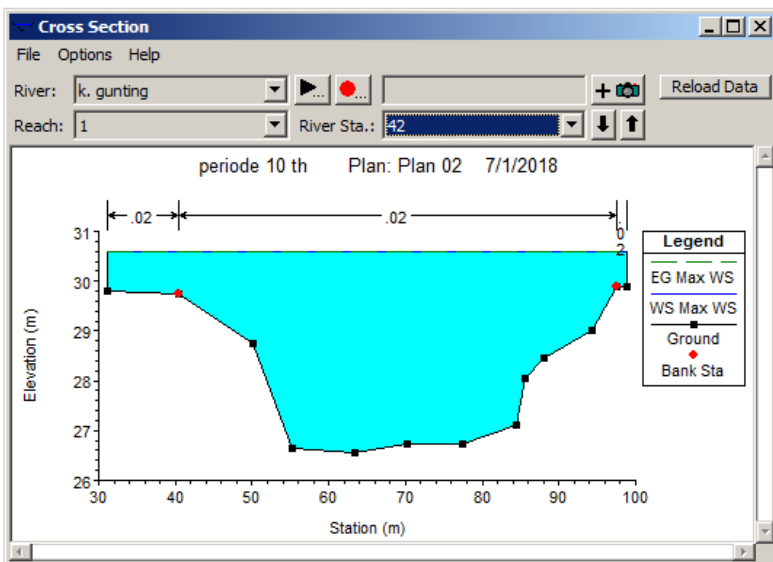 Cross Section
File Options Help
River: k. gunting ... ... + Reload Data
Reach: 1 River Sta.: 42
periode 10 th Plan: Plan 02 7/1/2018
.02 .02 .02
31
30
29
28
27
26
Elevation (m)
30 40 50 60 70 80 90 100
Station (m)
Legend
EG Max WS
WS Max WS
Ground
Bank Sta